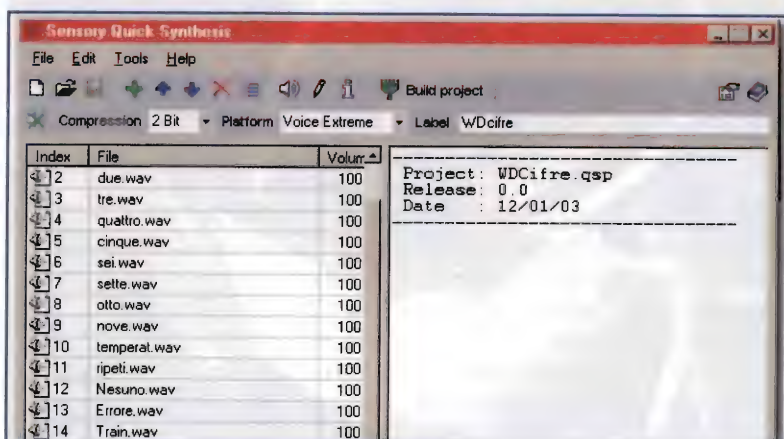 Sensory Quick Synthesis
File Edit Tools Help
Build project
Compression 2 Bit Platform Voice Extreme Label WDcifre
Index File Volum
2 due.wav 100
3 tre.wav 100
4 quattro.wav 100
5 cinque.wav 100
6 sei.wav 100
7 sette.wav 100
8 otto.wav 100
9 nove.wav 100
10 temperat.wav 100
11 ripeti.wav 100
12 Nesuno.wav 100
13 Errore.wav 100
14 Train.wav 100
Project: WDCifre.qsp
Release: 0.0
Date : 12/01/03